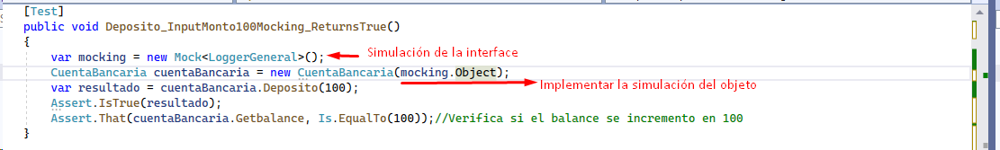 [Test]
public void Deposito_InputMonto100Mocking_ReturnsTrue()
{
var mocking = new Mock<LoggerGeneral>(); Simulación de la interface
CuentaBancaria cuentaBancaria = new CuentaBancaria(mocking.Object);
var resultado = cuentaBancaria.Deposito(100); Implementar la simulación del objeto
Assert.IsTrue(resultado);
Assert.That(cuentaBancaria.Getbalance, Is.EqualTo(100));//Verifica si el balance se incremento en 100
}